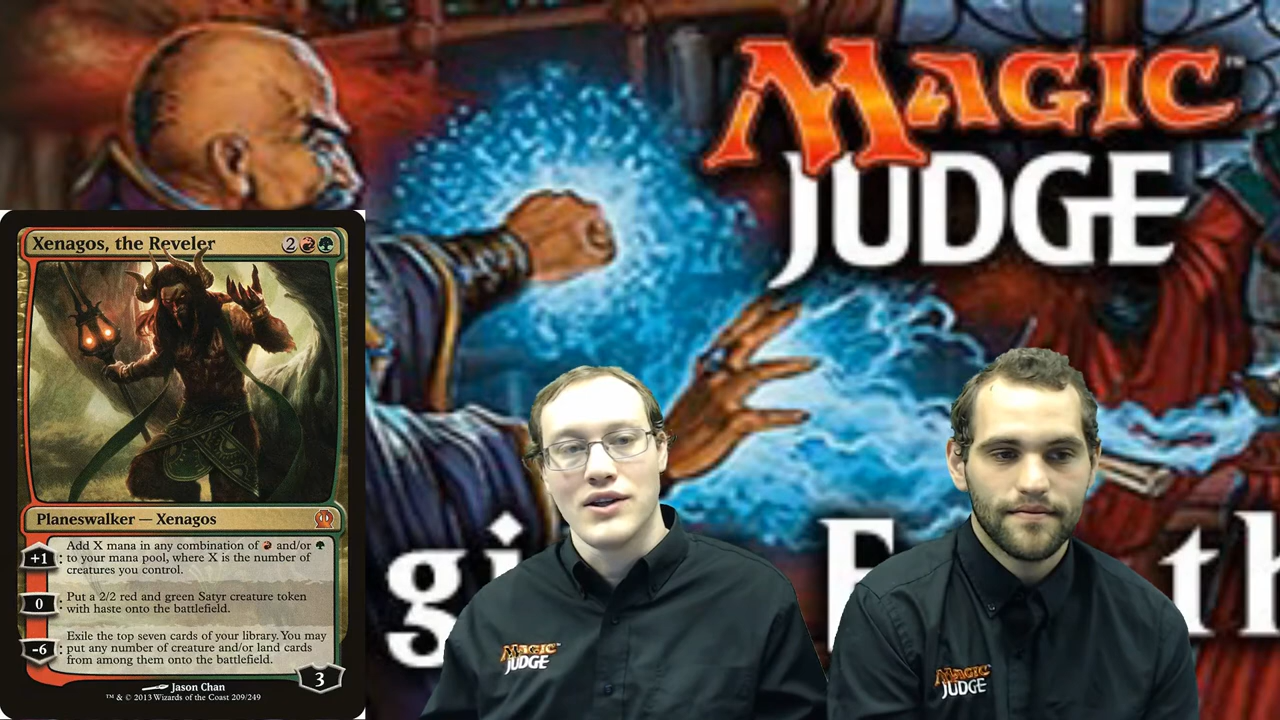 MAGIC™
JUDGE
Xenagos, the Reveler 2
Planeswalker — Xenagos
+1: Add X mana in any combination of and/or
to your mana pool, where X is the number of
creatures you control.
0: Put a 2/2 red and green Satyr creature token
with haste onto the battlefield.
-6: Exile the top seven cards of your library. You may
put any number of creature and/or land cards
from among them onto the battlefield.
3
Jason Chan
™ & © 2013 Wizards of the Coast 209/249
gi
th
MAGIC
JUDGE
MAGIC
JUDGE